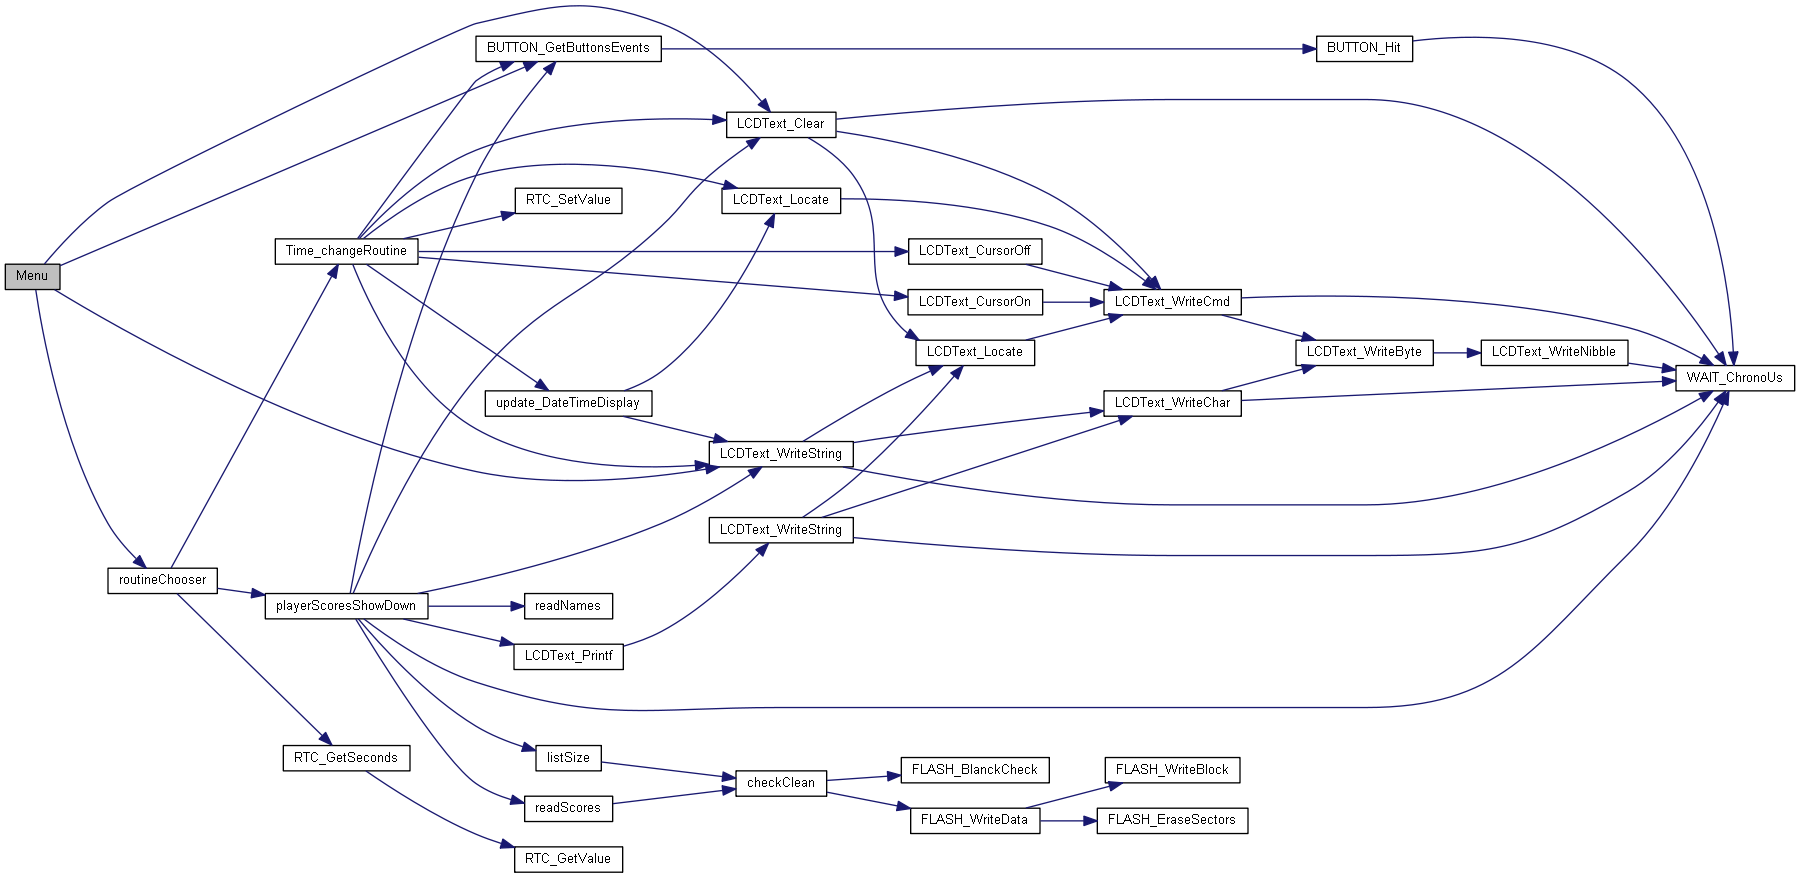 BUTTON_GetButtonsEvents
BUTTON_Hit
LCDText_Clear
RTC_SetValue
LCDText_Locate
Time_changeRoutine
LCDText_CursorOff
Menu
LCDText_CursorOn
LCDText_WriteCmd
LCDText_Locate
LCDText_WriteByte
LCDText_WriteNibble
WAIT_ChronoUs
update_DateTimeDisplay
LCDText_WriteChar
LCDText_WriteString
LCDText_WriteString
routineChooser
playerScoresShowDown
readNames
LCDText_Printf
RTC_GetSeconds
listSize
FLASH_BlanckCheck
FLASH_WriteBlock
checkClean
readScores
FLASH_WriteData
FLASH_EraseSectors
RTC_GetValue